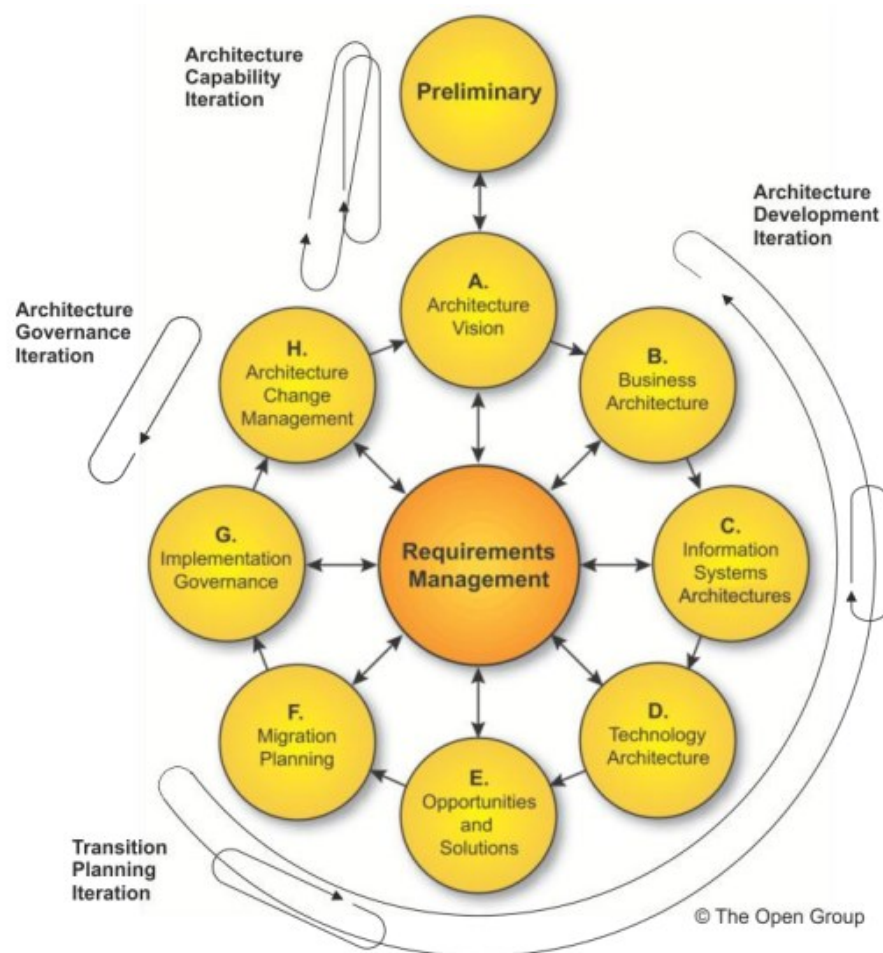 Architecture
Capability
Iteration
Preliminary
Architecture
Development
Iteration
A.
Architecture
Vision
Architecture
Governance
Iteration
H.
Architecture
Change
Management
B.
Business
Architecture
G.
Implementation
Governance
Requirements
Management
C.
Information
Systems
Architectures
F.
Migration
Planning
D.
Technology
Architecture
E.
Opportunities
and
Solutions
Transition
Planning
Iteration
© The Open Group